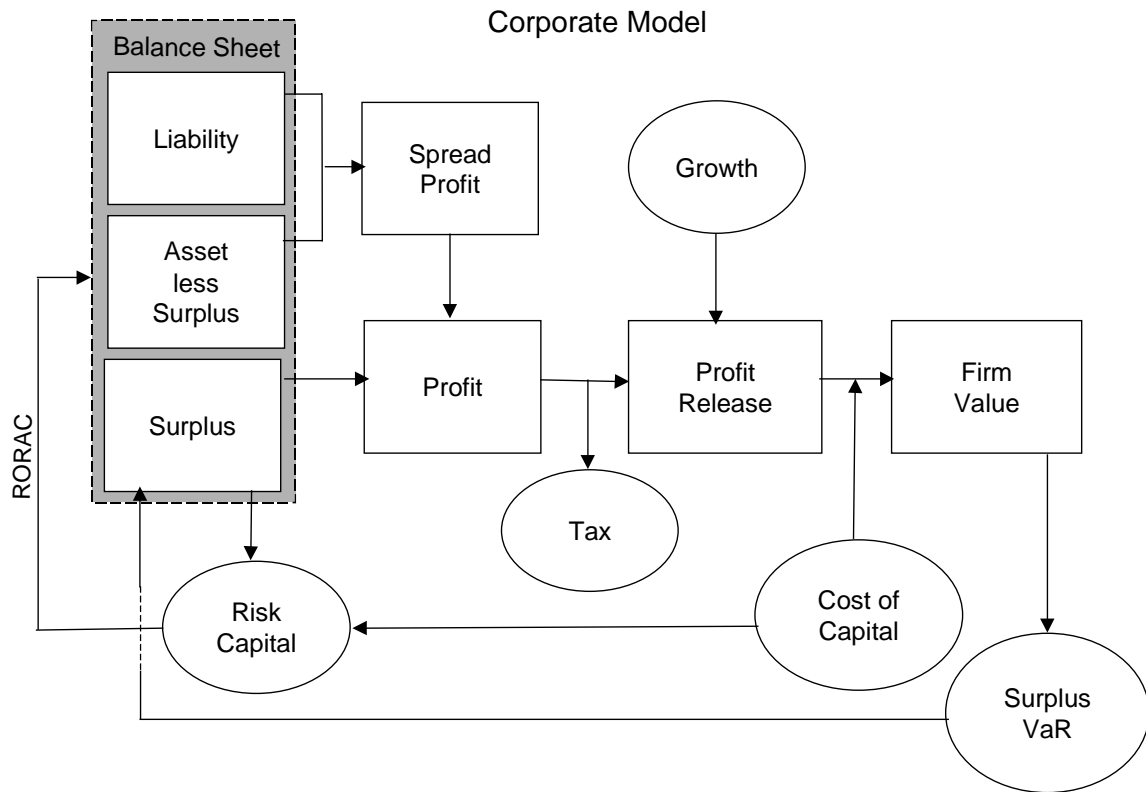 Corporate Model
Balance Sheet
Liability
Asset
less
Surplus
Surplus
Spread
Profit
Growth
Profit
Profit
Release
Firm
Value
Tax
RORAC
Risk
Capital
Cost of
Capital
Surplus
VaR